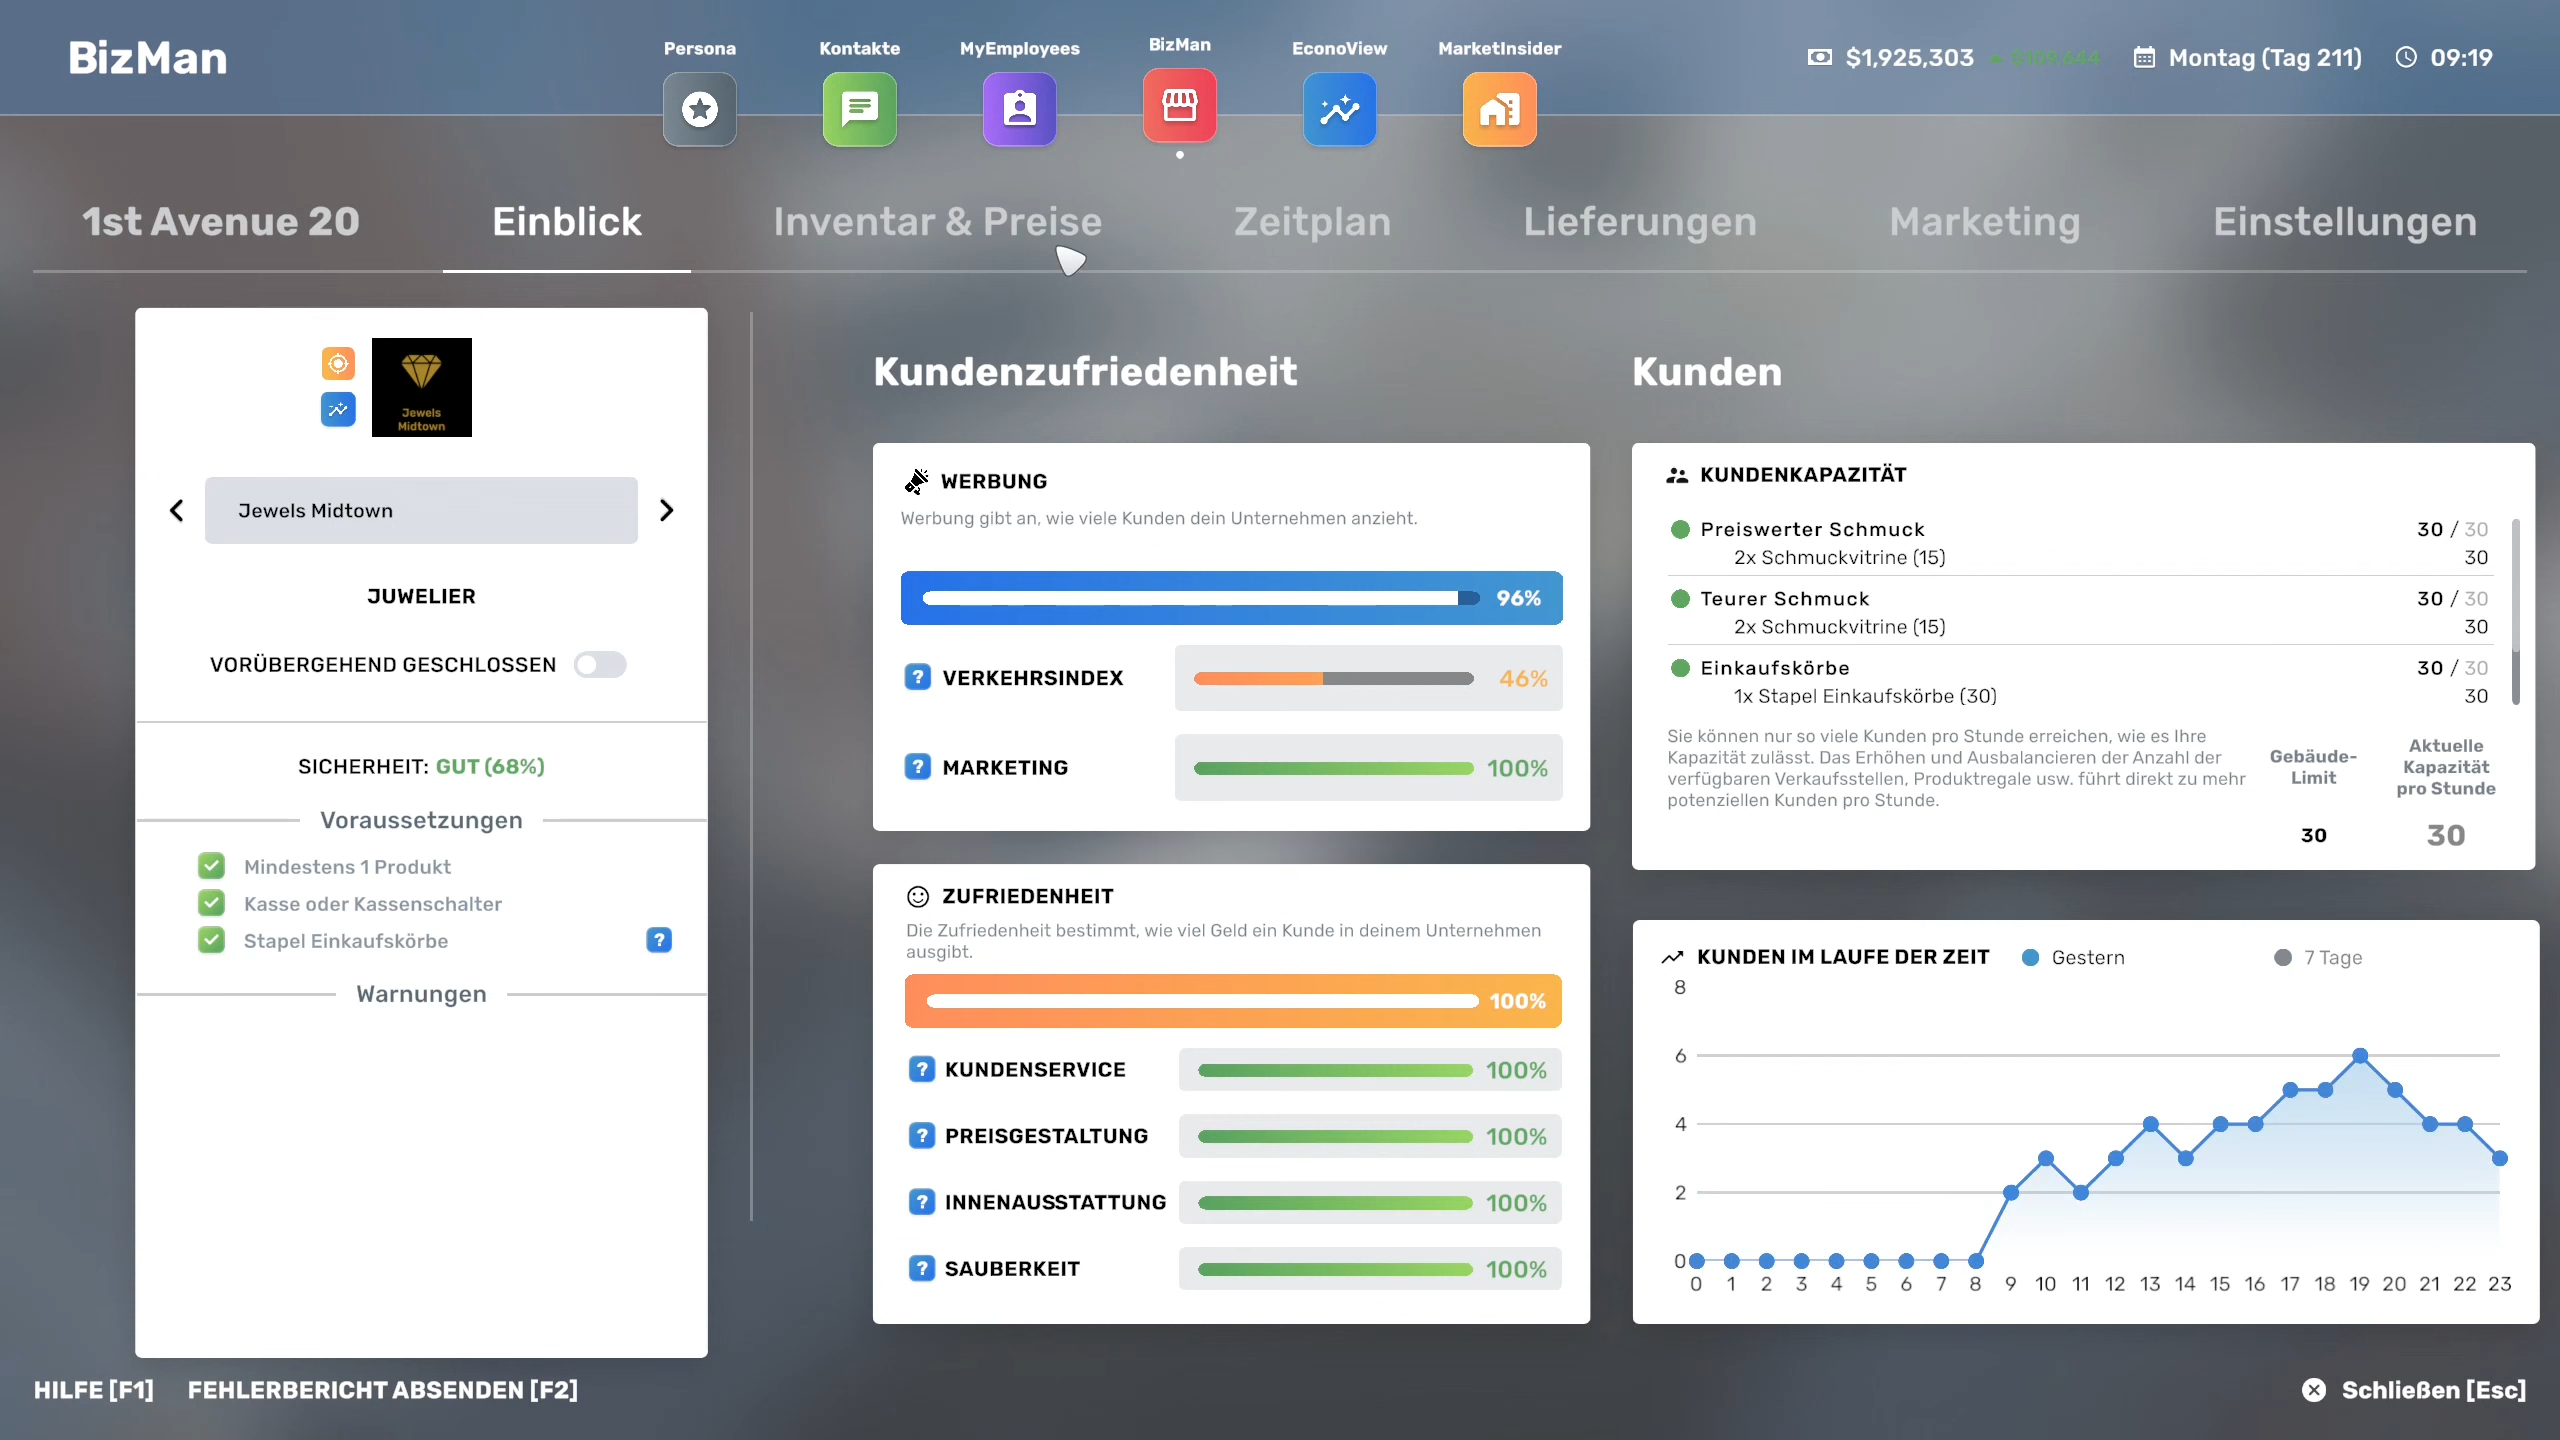 BizMan
Persona
Kontakte
MyEmployees
BizMan
EconoView
MarketInsider
$1,925,303
Montag (Tag 211)
09:19
1st Avenue 20
Einblick
Inventar & Preise
Zeitplan
Lieferungen
Marketing
Einstellungen
Jewels
Midtown
Jewels Midtown
JUWELIER
VORÜBERGEHEND GESCHLOSSEN
SICHERHEIT: GUT (68%)
Voraussetzungen
Mindestens 1 Produkt
Kasse oder Kassenschalter
Stapel Einkaufskörbe
?
Warnungen
Kundenzufriedenheit
WERBUNG
Werbung gibt an, wie viele Kunden dein Unternehmen anzieht.
96%
? VERKEHRSINDEX 46%
? MARKETING 100%
ZUFRIEDENHEIT
Die Zufriedenheit bestimmt, wie viel Geld ein Kunde in deinem Unternehmen
ausgibt.
100%
? KUNDENSERVICE 100%
? PREISGESTALTUNG 100%
? INNENAUSSTATTUNG 100%
? SAUBERKEIT 100%
Kunden
KUNDENKAPAZITÄT
Preiswerter Schmuck 30 / 30
2x Schmuckvitrine (15) 30
Teurer Schmuck 30 / 30
2x Schmuckvitrine (15) 30
Einkaufskörbe 30 / 30
1x Stapel Einkaufskörbe (30) 30
Sie können nur so viele Kunden pro Stunde erreichen, wie es Ihre
Kapazität zulässt. Das Erhöhen und Ausbalancieren der Anzahl der
verfügbaren Verkaufsstellen, Produktregale usw. führt direkt zu mehr
potenziellen Kunden pro Stunde.
Gebäude-
Limit
30
Aktuelle
Kapazität
pro Stunde
30
KUNDEN IM LAUFE DER ZEIT
Gestern
7 Tage
8
6
4
2
0
0 1 2 3 4 5 6 7 8 9 10 11 12 13 14 15 16 17 18 19 20 21 22 23
HILFE [F1]
FEHLERBERICHT ABSENDEN [F2]
Schließen [Esc]